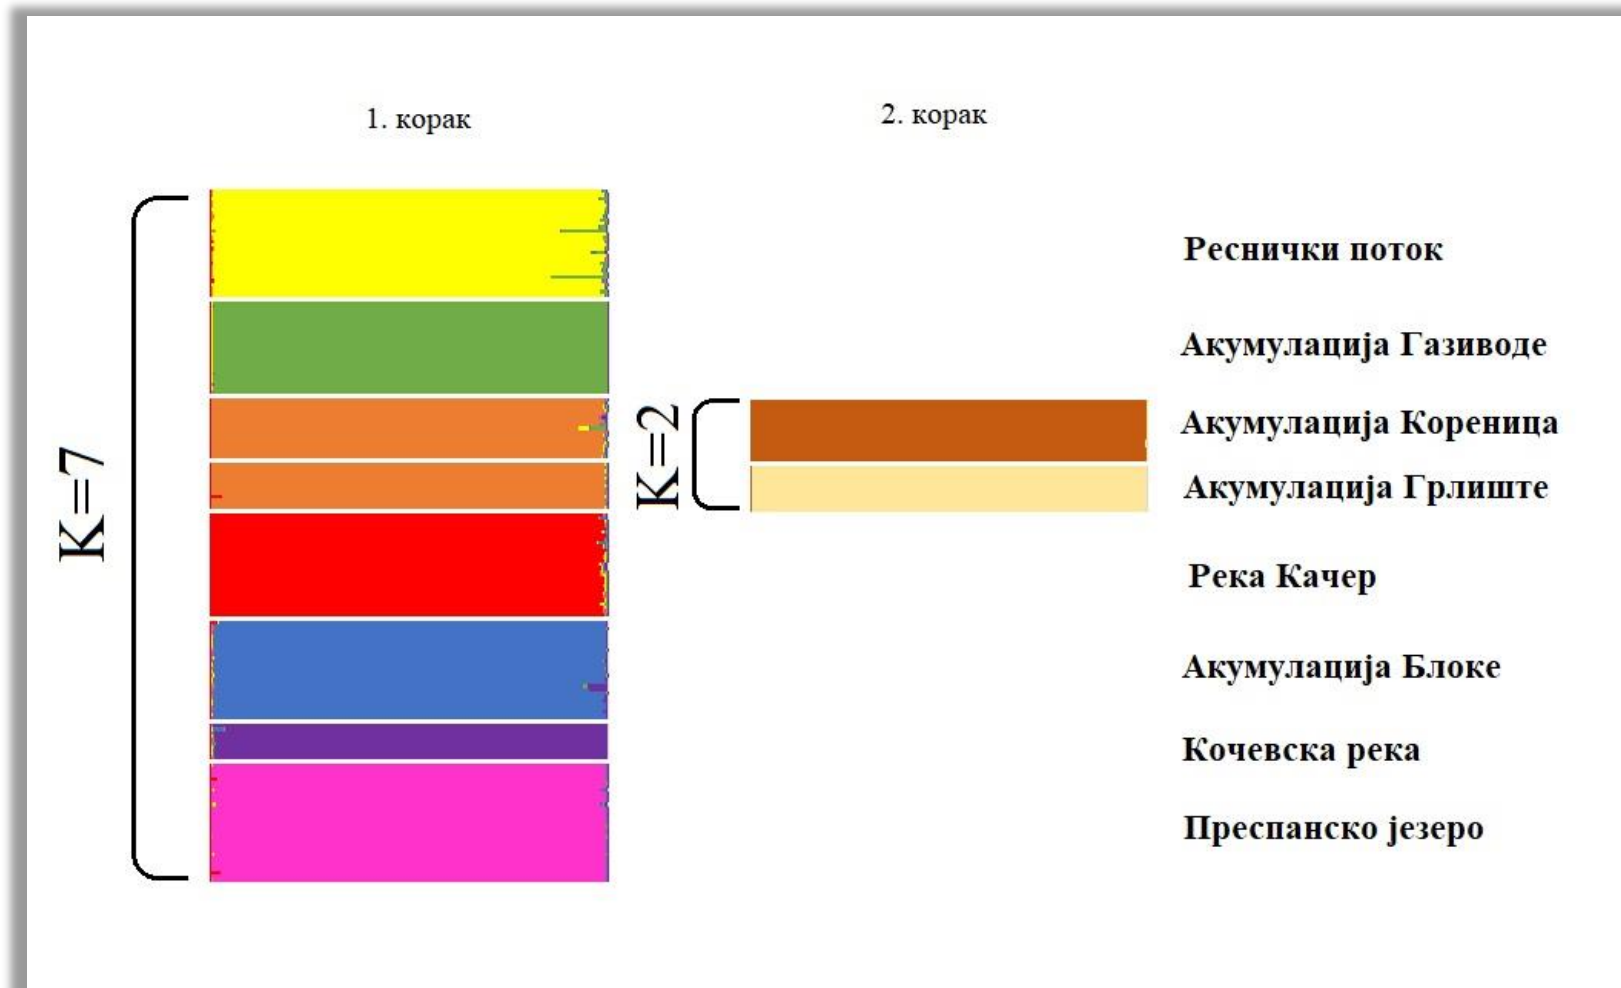 1. корак
2. корак
K=7
K=2
Реснички поток
Акумулација Газиводе
Акумулација Кореница
Акумулација Грлиште
Река Качер
Акумулација Блоке
Кочевска река
Преспанско језеро